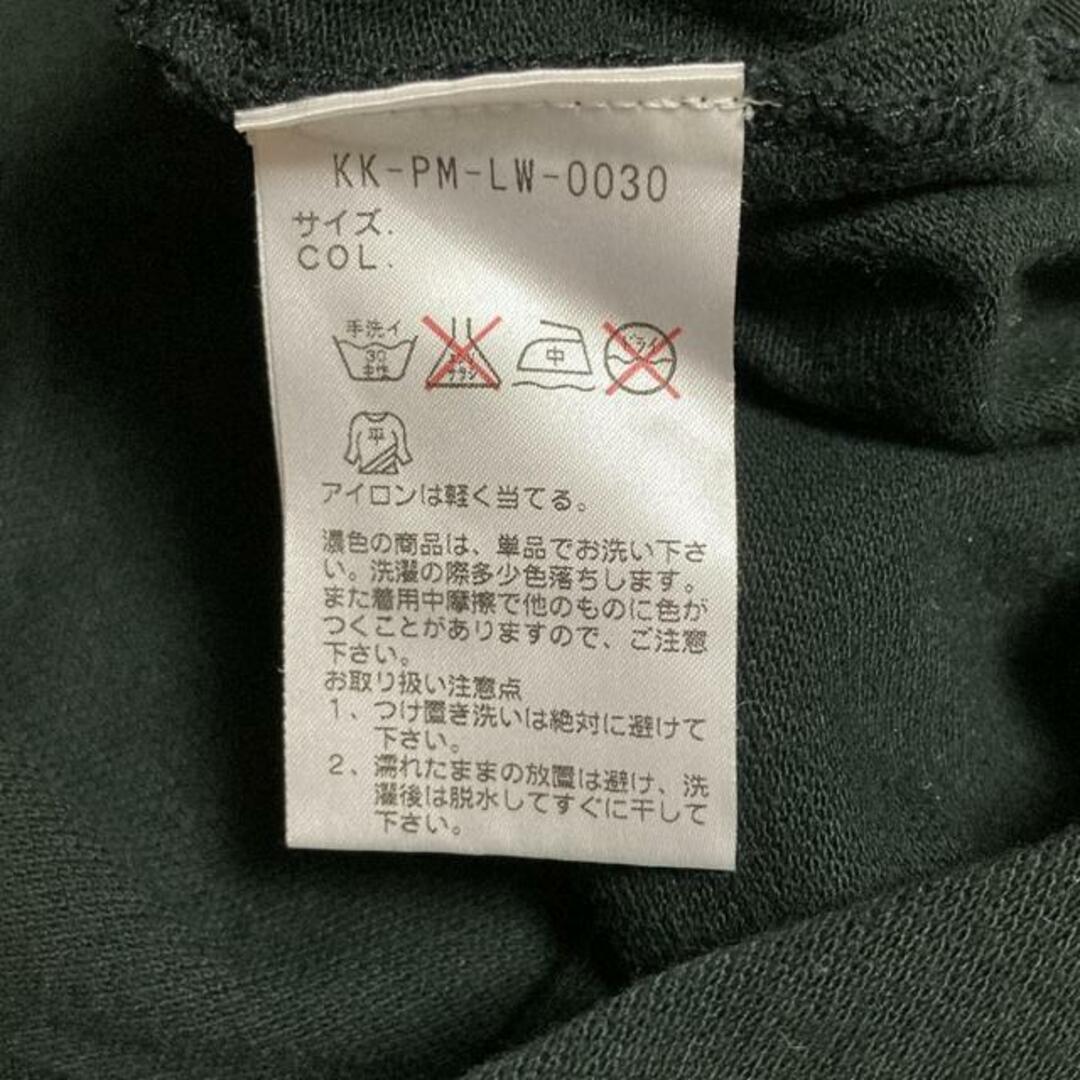 KK-PM-LW-0030
サイズ.
COL.
手洗イ
30
中性
エンソ
サラシ
中
ドライ
平
アイロンは軽く当てる。
濃色の商品は、単品でお洗い下さ
い。洗濯の際多少色落ちします。
また着用中摩擦で他のものに色が
つくことがありますので、ご注意
下さい。
お取り扱い注意点
1、つけ置き洗いは絶対に避けて
下さい。
2、濡れたままの放置は避け、洗
濯後は脱水してすぐに干して
下さい。